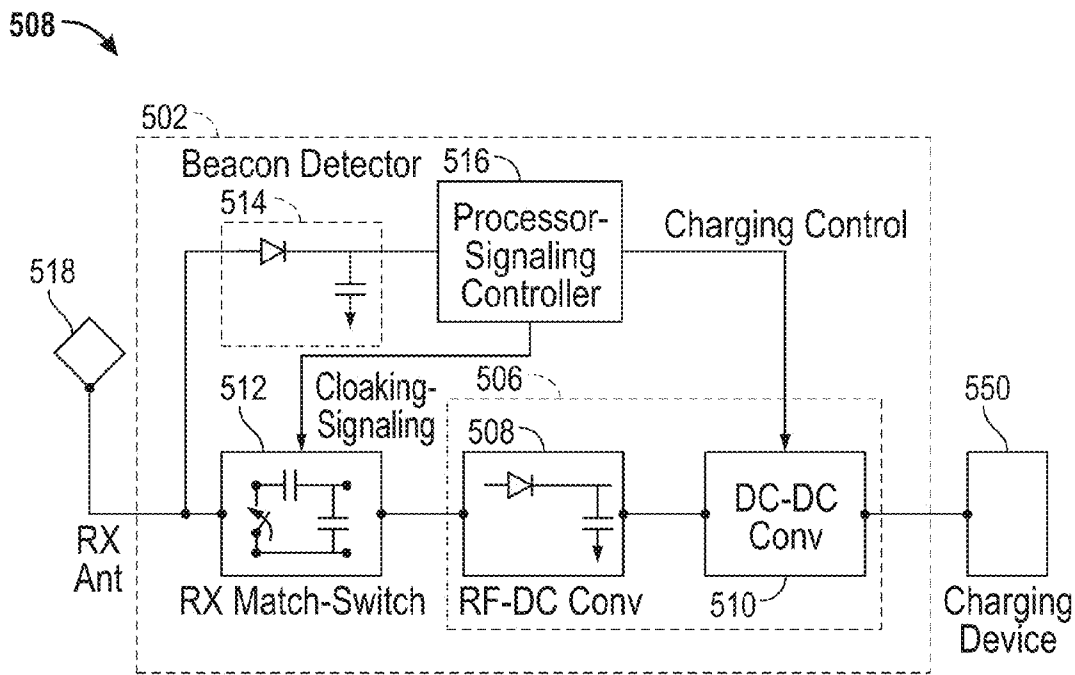 508
502
Beacon Detector
514
516
Processor-
Signaling
Controller
Charging Control
518
512
Cloaking-
Signaling
506
508
550
DC-DC
Conv
RX
Ant
RX Match-Switch
RF-DC Conv
510
Charging
Device